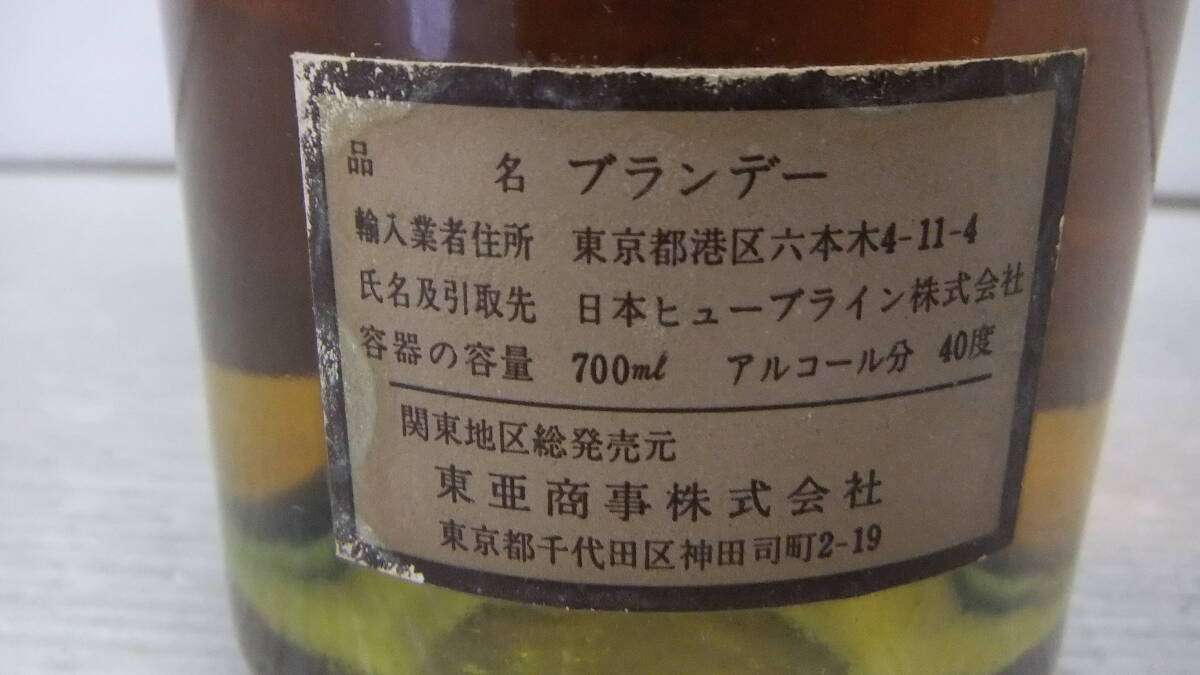 品名 ブランデー
輸入業者住所 東京都港区六本木4-11-4
氏名及引取先 日本ヒューブライン株式会社
容器の容量 700ml アルコール分 40度
関東地区総発売元
東亜商事株式会社
東京都千代田区神田司町2-19